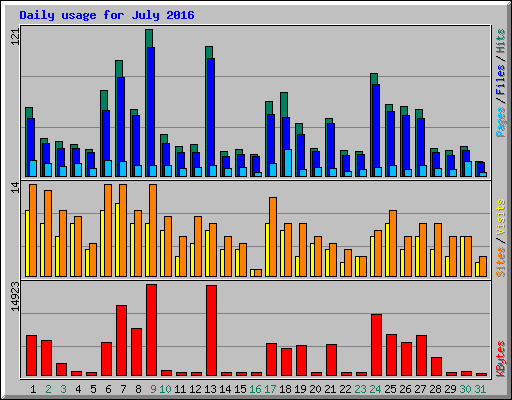 Daily usage for July 2016
121
Pages / Files / Hits
14
Sites / Visits
14923
KBytes
1 2 3 4 5 6 7 8 9 10 11 12 13 14 15 16 17 18 19 20 21 22 23 24 25 26 27 28 29 30 31